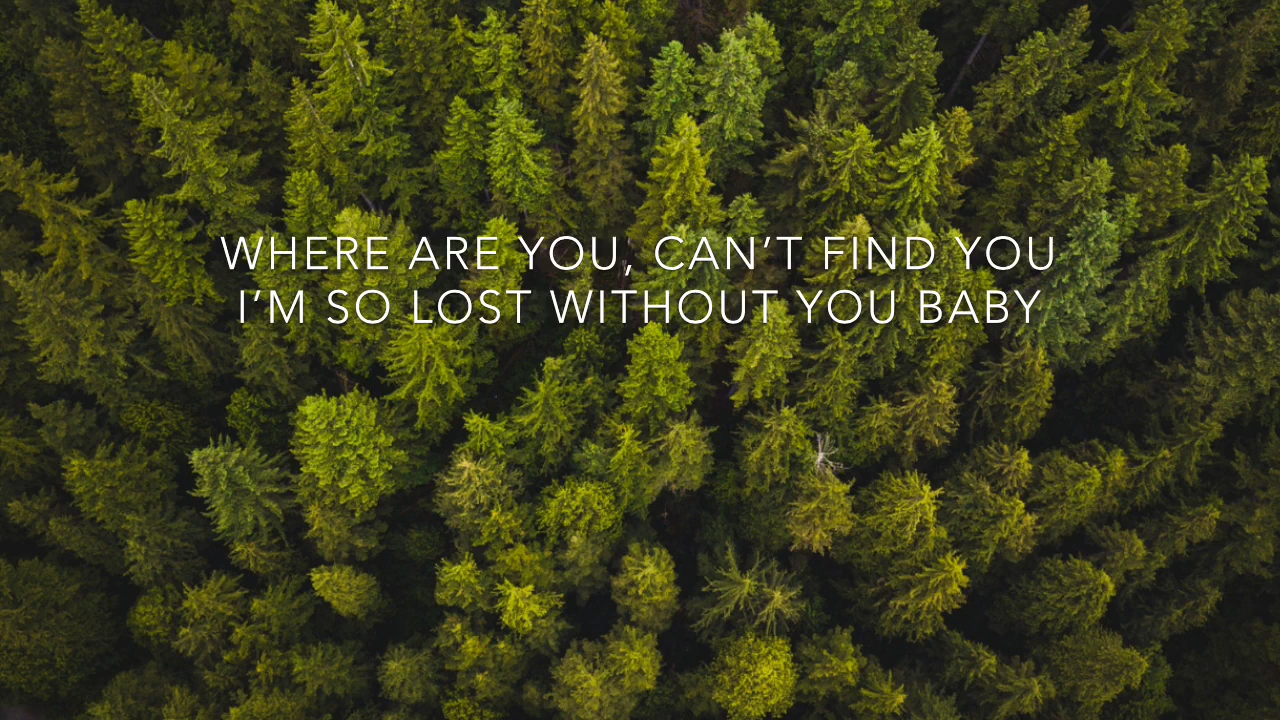 WHERE ARE YOU, CAN’T FIND YOU
I’M SO LOST WITHOUT YOU BABY